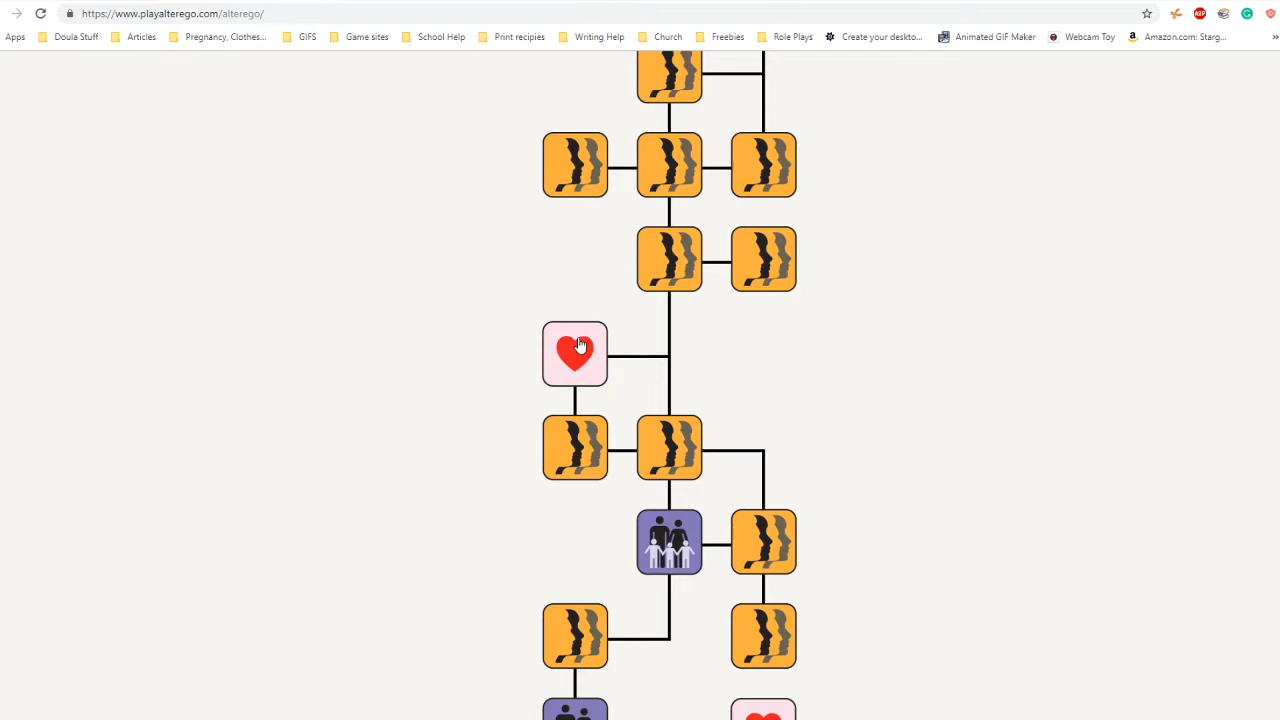 https://www.playalterego.com/alterego/
Apps Doula Stuff Articles Pregnancy, Clothes... GIFS Game sites School Help Print recipies Writing Help Church Freebies Role Plays Create your deskto... Animated GIF Maker Webcam Toy Amazon.com: Starg... »
ABP